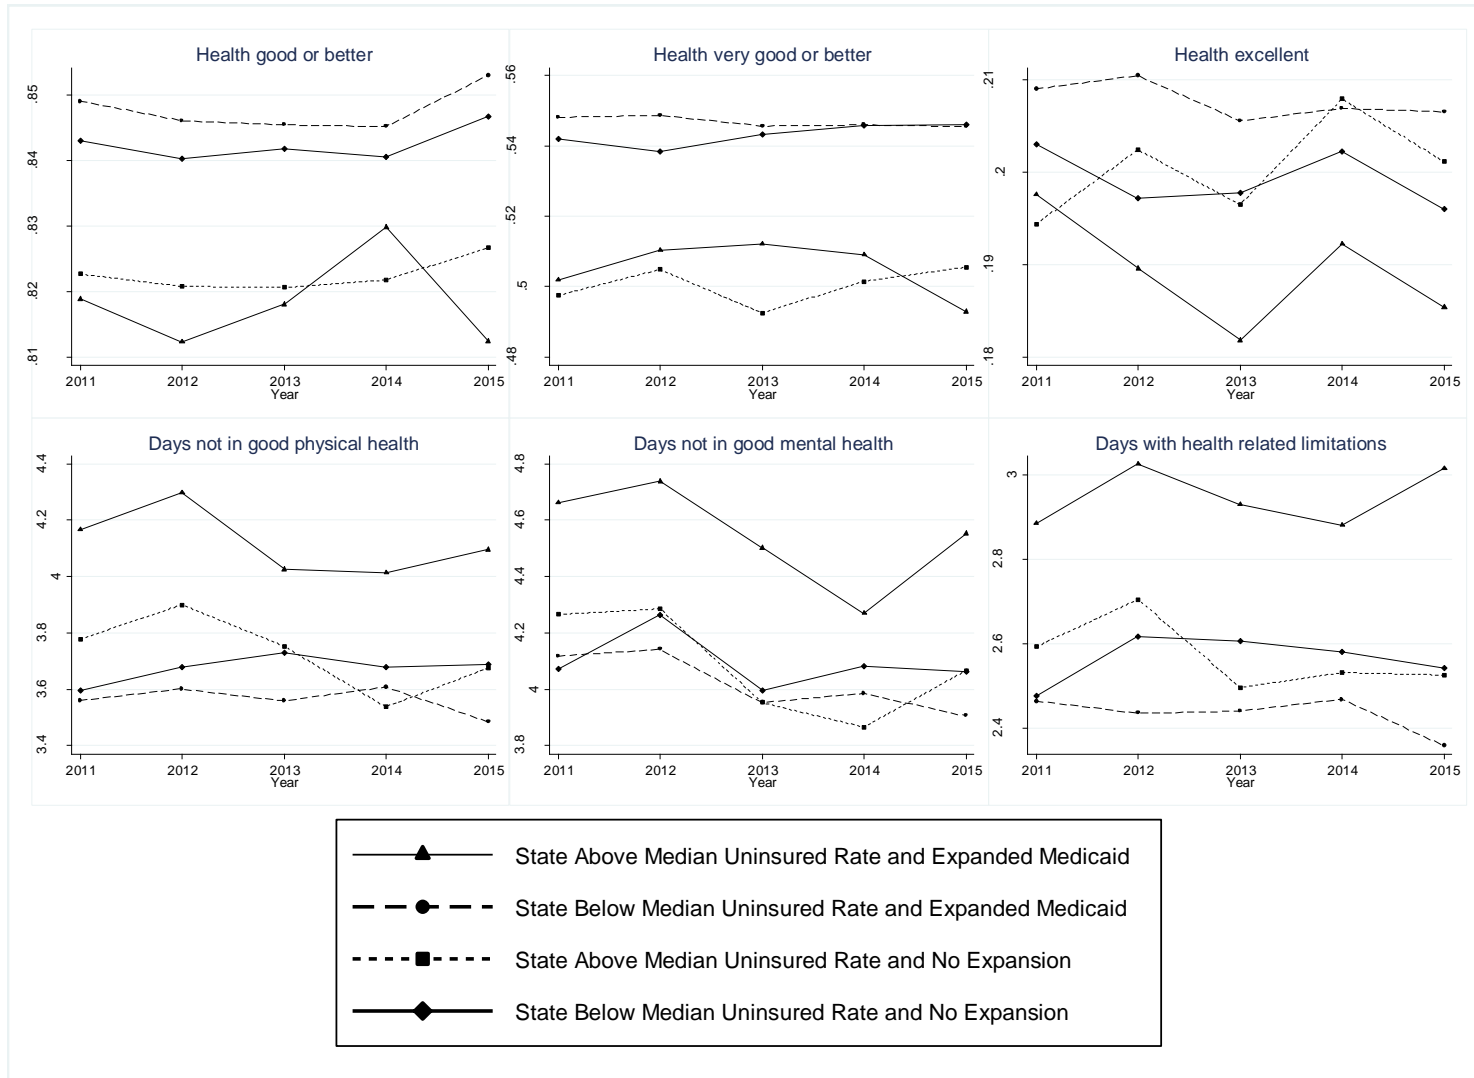 Health good or better
.85
.84
.83
.82
.81
2011 2012 2013 2014 2015
Year
Health very good or better
.56
.54
.52
.5
.48
2011 2012 2013 2014 2015
Year
Health excellent
.21
.2
.19
.18
2011 2012 2013 2014 2015
Year
Days not in good physical health
4.4
4.2
4
3.8
3.6
3.4
2011 2012 2013 2014 2015
Year
Days not in good mental health
4.8
4.6
4.4
4.2
4
3.8
2011 2012 2013 2014 2015
Year
Days with health related limitations
3
2.8
2.6
2.4
2011 2012 2013 2014 2015
Year
State Above Median Uninsured Rate and Expanded Medicaid
State Below Median Uninsured Rate and Expanded Medicaid
State Above Median Uninsured Rate and No Expansion
State Below Median Uninsured Rate and No Expansion